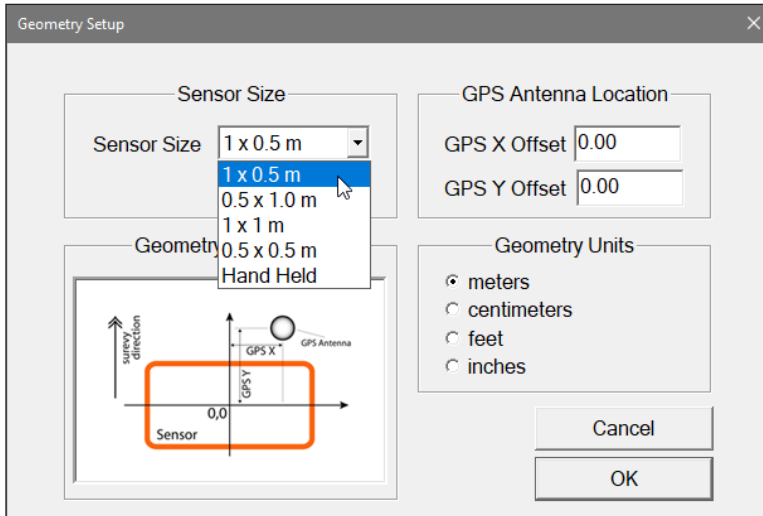 Geometry Setup
Sensor Size
Sensor Size 1 x 0.5 m
1 x 0.5 m
0.5 x 1.0 m
1 x 1 m
0.5 x 0.5 m
Hand Held
GPS Antenna Location
GPS X Offset 0.00
GPS Y Offset 0.00
Geometry
surevy
direction
GPS X
GPS Antenna
GPS Y
0,0
Sensor
Geometry Units
meters
centimeters
feet
inches
Cancel
OK